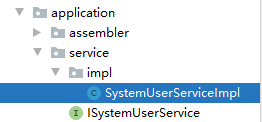 application
assembler
service
impl
C SystemUserServiceImpl
I ISystemUserService